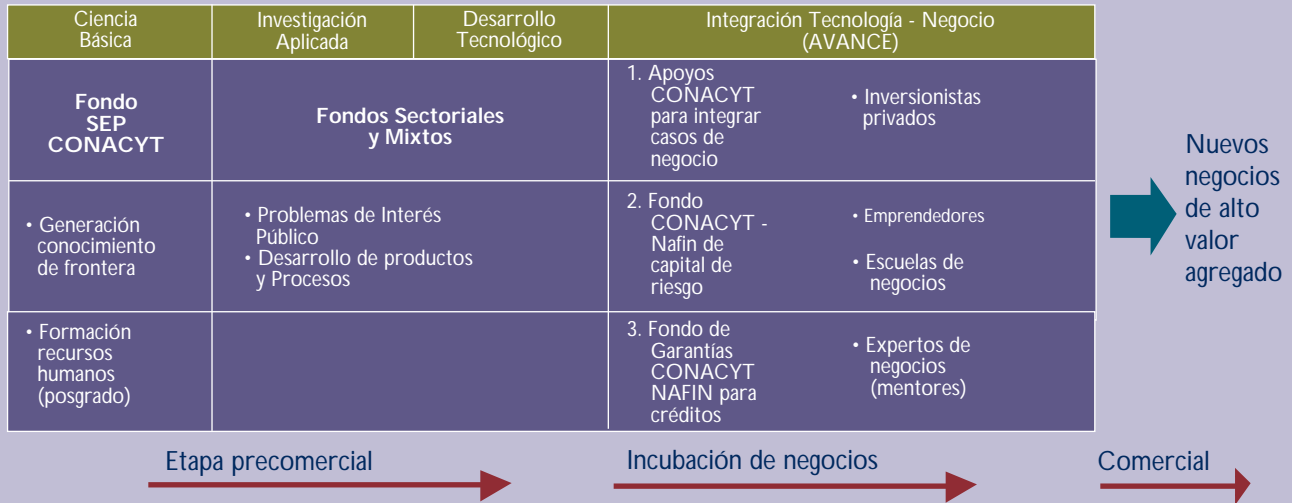 Ciencia
Básica
Investigación
Aplicada
Desarrollo
Tecnológico
Integración Tecnología - Negocio
(AVANCE)
Fondo
SEP
CONACYT
Fondos Sectoriales
y Mixtos
1. Apoyos
CONACYT
para integrar
casos de
negocio
• Inversionistas
privados
• Generación
conocimiento
de frontera
• Problemas de Interés
Público
• Desarrollo de productos
y Procesos
2. Fondo
CONACYT -
Nafin de
capital de
riesgo
• Emprendedores
• Escuelas de
negocios
• Formación
recursos
humanos
(posgrado)
3. Fondo de
Garantías
CONACYT
NAFIN para
créditos
• Expertos de
negocios
(mentores)
Nuevos
negocios
de alto
valor
agregado
Etapa precomercial
Incubación de negocios
Comercial